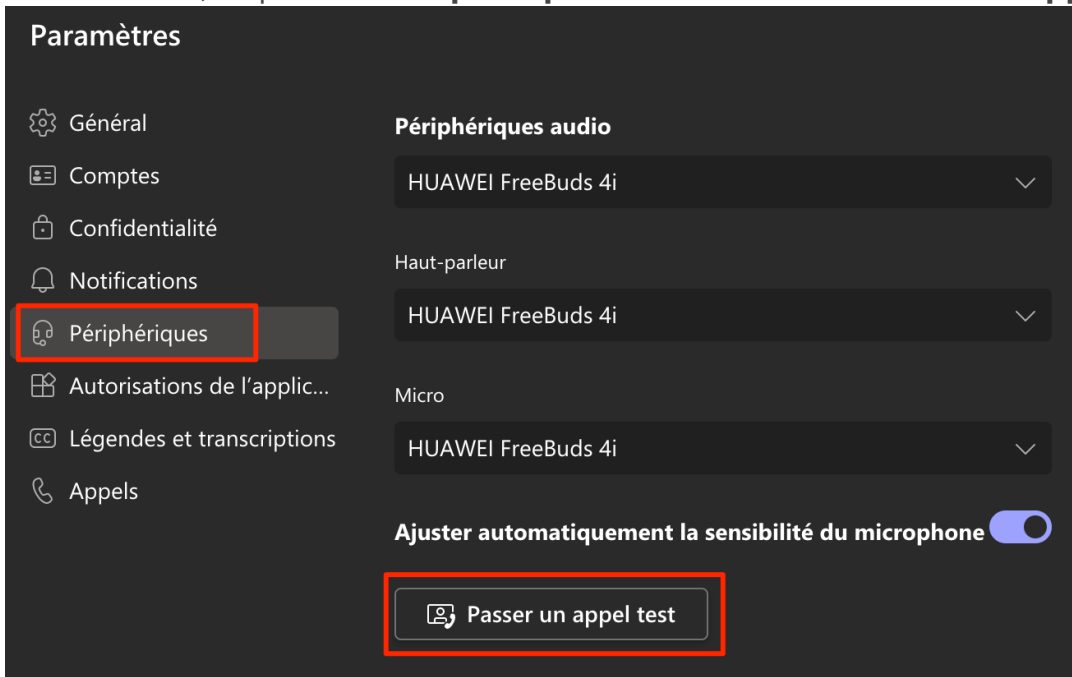 Paramètres
Général
Comptes
Confidentialité
Notifications
Périphériques
Autorisations de l’applic...
CC Légendes et transcriptions
Appels
Périphériques audio
HUAWEI FreeBuds 4i
Haut-parleur
HUAWEI FreeBuds 4i
Micro
HUAWEI FreeBuds 4i
Ajuster automatiquement la sensibilité du microphone
Passer un appel test